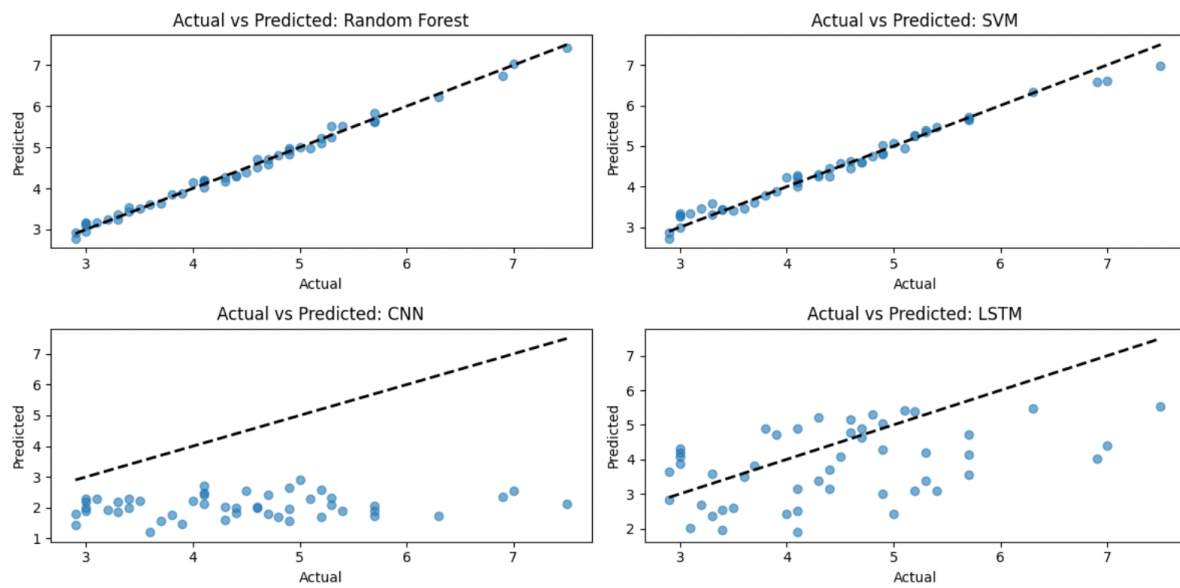 Actual vs Predicted: Random Forest
Predicted
7
6
5
4
3
3 4 5 6 7
Actual
Actual vs Predicted: SVM
Predicted
7
6
5
4
3
3 4 5 6 7
Actual
Actual vs Predicted: CNN
Predicted
7
6
5
4
3
2
1
3 4 5 6 7
Actual
Actual vs Predicted: LSTM
Predicted
7
6
5
4
3
2
3 4 5 6 7
Actual